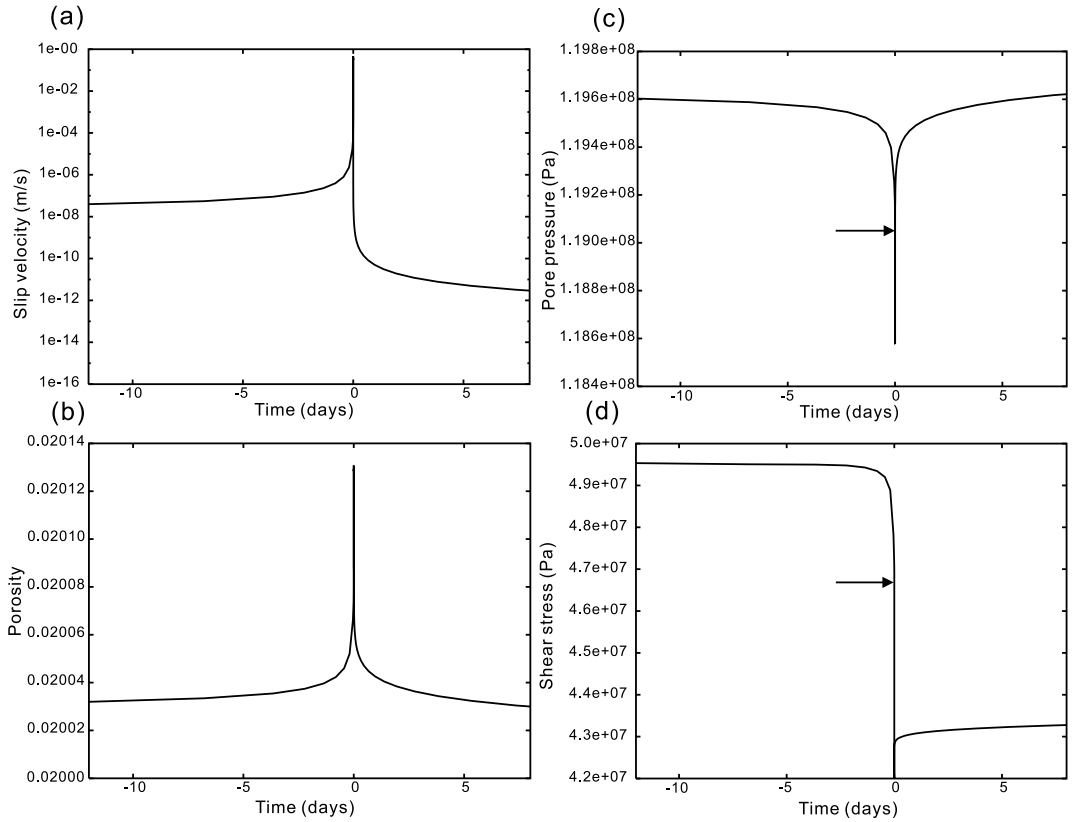 (a)
Slip velocity (m/s)
1e-00
1e-02
1e-04
1e-06
1e-08
1e-10
1e-12
1e-14
1e-16
-10
-5
0
5
Time (days)
(b)
Porosity
0.02014
0.02012
0.02010
0.02008
0.02006
0.02004
0.02002
0.02000
-10
-5
0
5
Time (days)
(c)
Pore pressure (Pa)
1.198e+08
1.196e+08
1.194e+08
1.192e+08
1.190e+08
1.188e+08
1.186e+08
1.184e+08
-10
-5
0
5
Time (days)
(d)
Shear stress (Pa)
5.0e+07
4.9e+07
4.8e+07
4.7e+07
4.6e+07
4.5e+07
4.4e+07
4.3e+07
4.2e+07
-10
-5
0
5
Time (days)